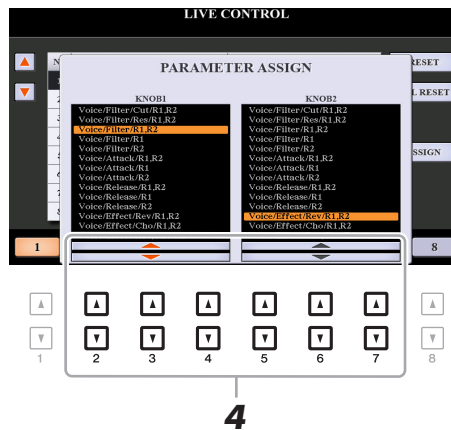 LIVE CONTROL
PARAMETER ASSIGN
KNOB1
Voice/Filter/Cut/R1,R2
Voice/Filter/Res/R1,R2
Voice/Filter/R1,R2
Voice/Filter/R1
Voice/Filter/R2
Voice/Attack/R1,R2
Voice/Attack/R1
Voice/Attack/R2
Voice/Release/R1,R2
Voice/Release/R1
Voice/Release/R2
Voice/Effect/Rev/R1,R2
Voice/Effect/Cho/R1,R2
KNOB2
Voice/Filter/Cut/R1,R2
Voice/Filter/Res/R1,R2
Voice/Filter/R1,R2
Voice/Filter/R1
Voice/Filter/R2
Voice/Attack/R1,R2
Voice/Attack/R1
Voice/Attack/R2
Voice/Release/R1,R2
Voice/Release/R1
Voice/Release/R2
Voice/Effect/Rev/R1,R2
Voice/Effect/Cho/R1,R2
RESET
L RESET
SSIGN
1 8
1 2 3 4 5 6 7 8
4